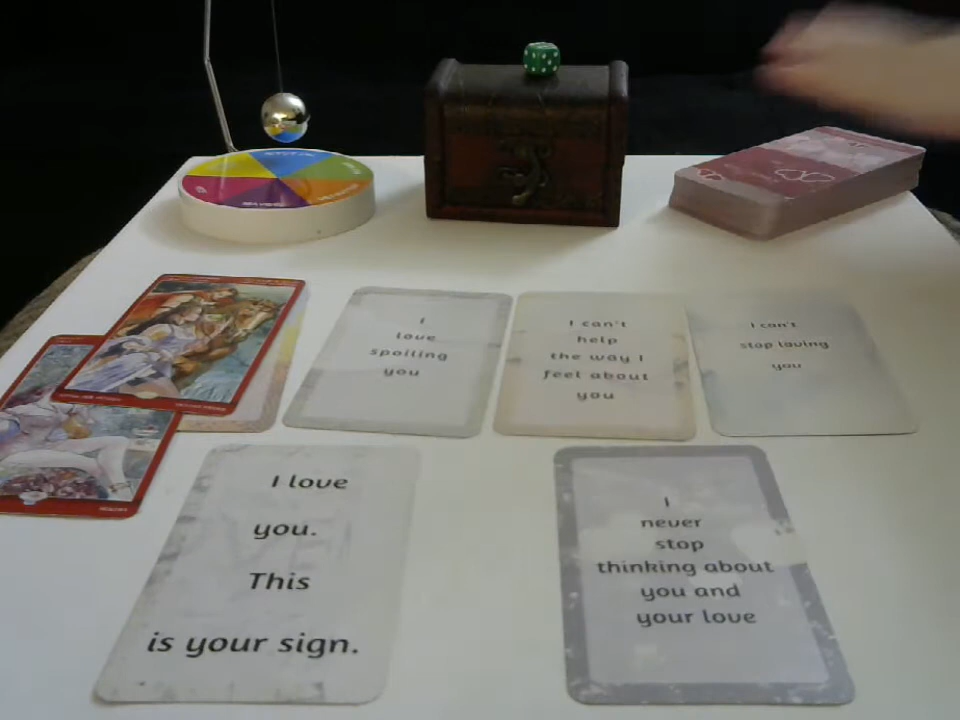 I
love
spoiling
you
I can't
help
the way I
feel about
you
I can't
stop loving
you
I love
you.
This
is your sign.
I
never
stop
thinking about
you and
your love